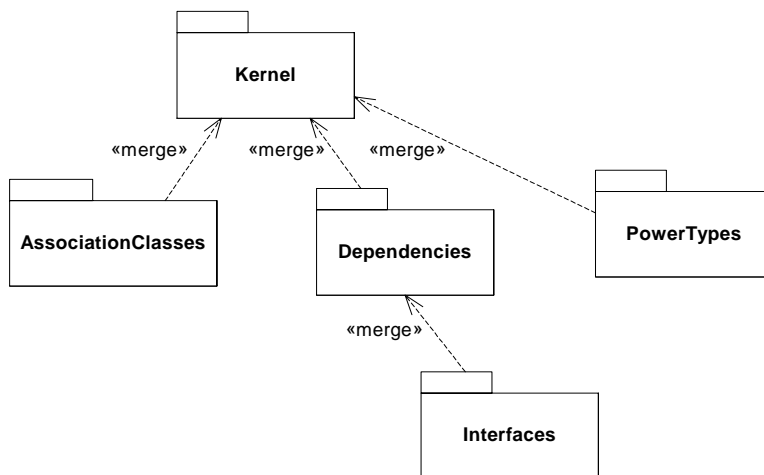 Kernel
«merge»
«merge»
«merge»
AssociationClasses
Dependencies
PowerTypes
«merge»
Interfaces